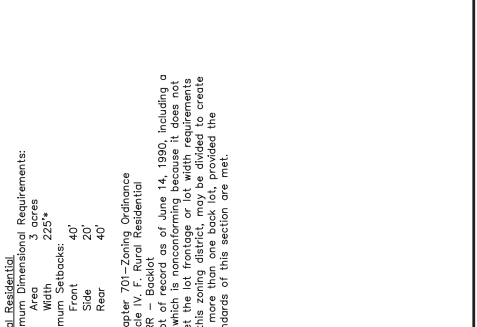 al Residential
mum Dimensional Requirements:
Area 3 acres
Width 225'*
mum Setbacks:
Front 40'
Side 20'
Rear 40'
apter 701-Zoning Ordinance
cle IV. F. Rural Residential
RR - Backlot
ot of record as of June 14, 1990, including a
which is nonconforming because it does not
et the lot frontage or lot width requirements
this zoning district, may be divided to create
more than one back lot, provided the
ndards of this section are met.